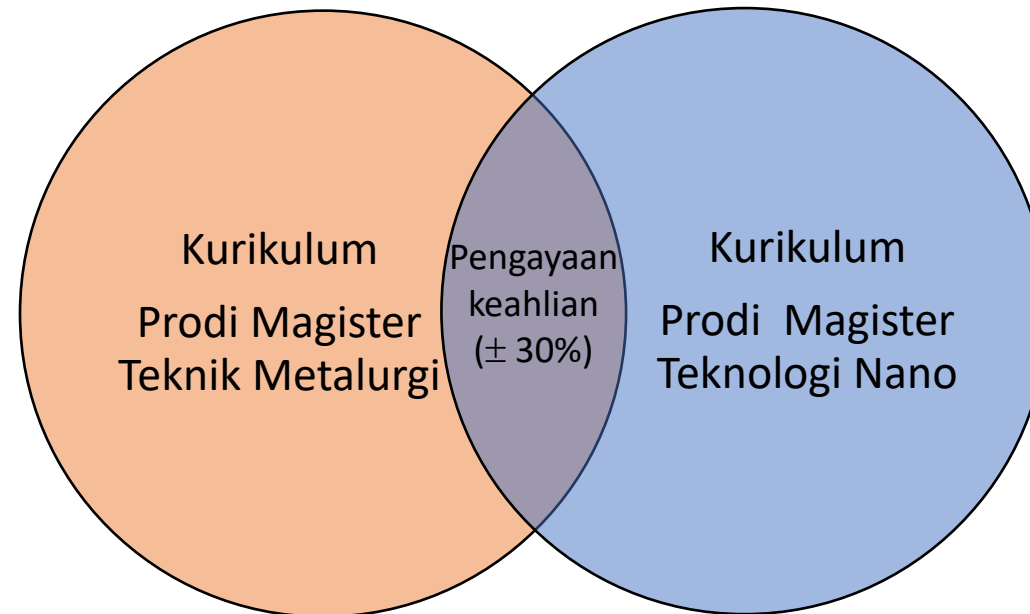 Kurikulum
Prodi Magister
Teknik Metalurgi
Pengayaan
keahlian
(± 30%)
Kurikulum
Prodi  Magister
Teknologi Nano